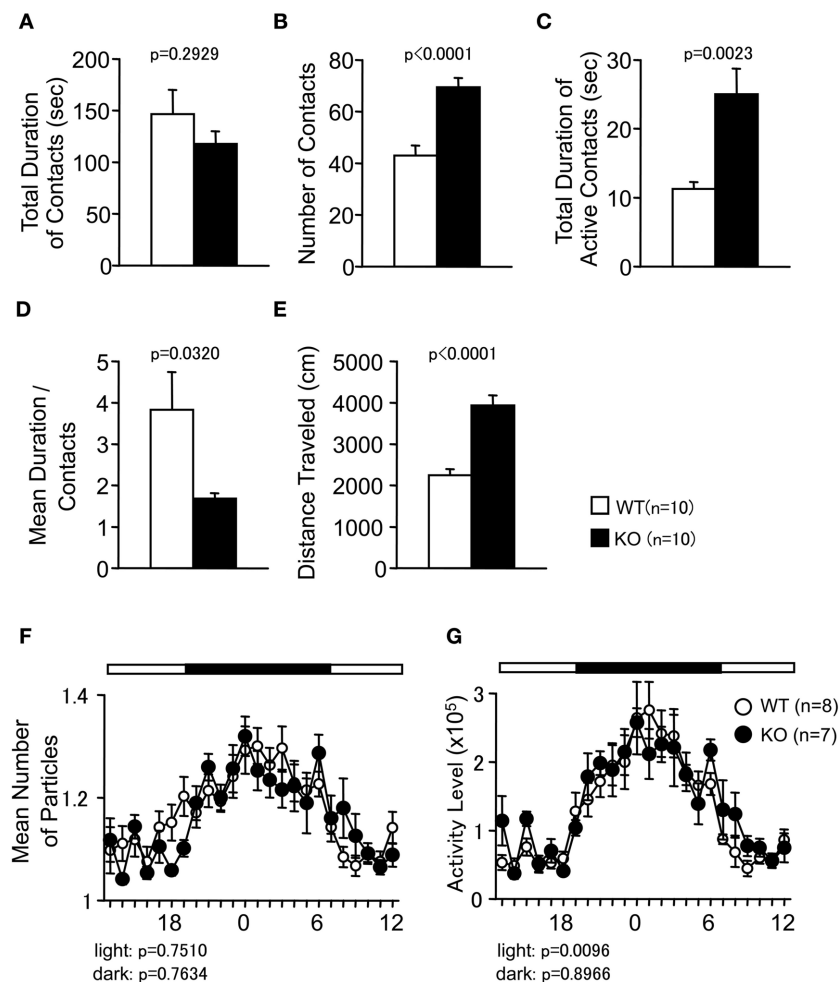 A
p=0.2929
Total Duration
of Contacts (sec)
200
150
100
50
0
B
p<0.0001
Number of Contacts
80
60
40
20
0
C
p=0.0023
Total Duration of
Active Contacts (sec)
30
20
10
0
D
p=0.0320
Mean Duration /
Contacts
5
4
3
2
1
0
E
p<0.0001
Distance Traveled (cm)
5000
4000
3000
2000
1000
0
WT(n=10)
KO (n=10)
F
Mean Number
of Particles
1.4
1.2
1
18 0 6 12
light: p=0.7510
dark: p=0.7634
G
Activity Level (x10⁵)
3
2
1
0
WT (n=8)
KO (n=7)
18 0 6 12
light: p=0.0096
dark: p=0.8966